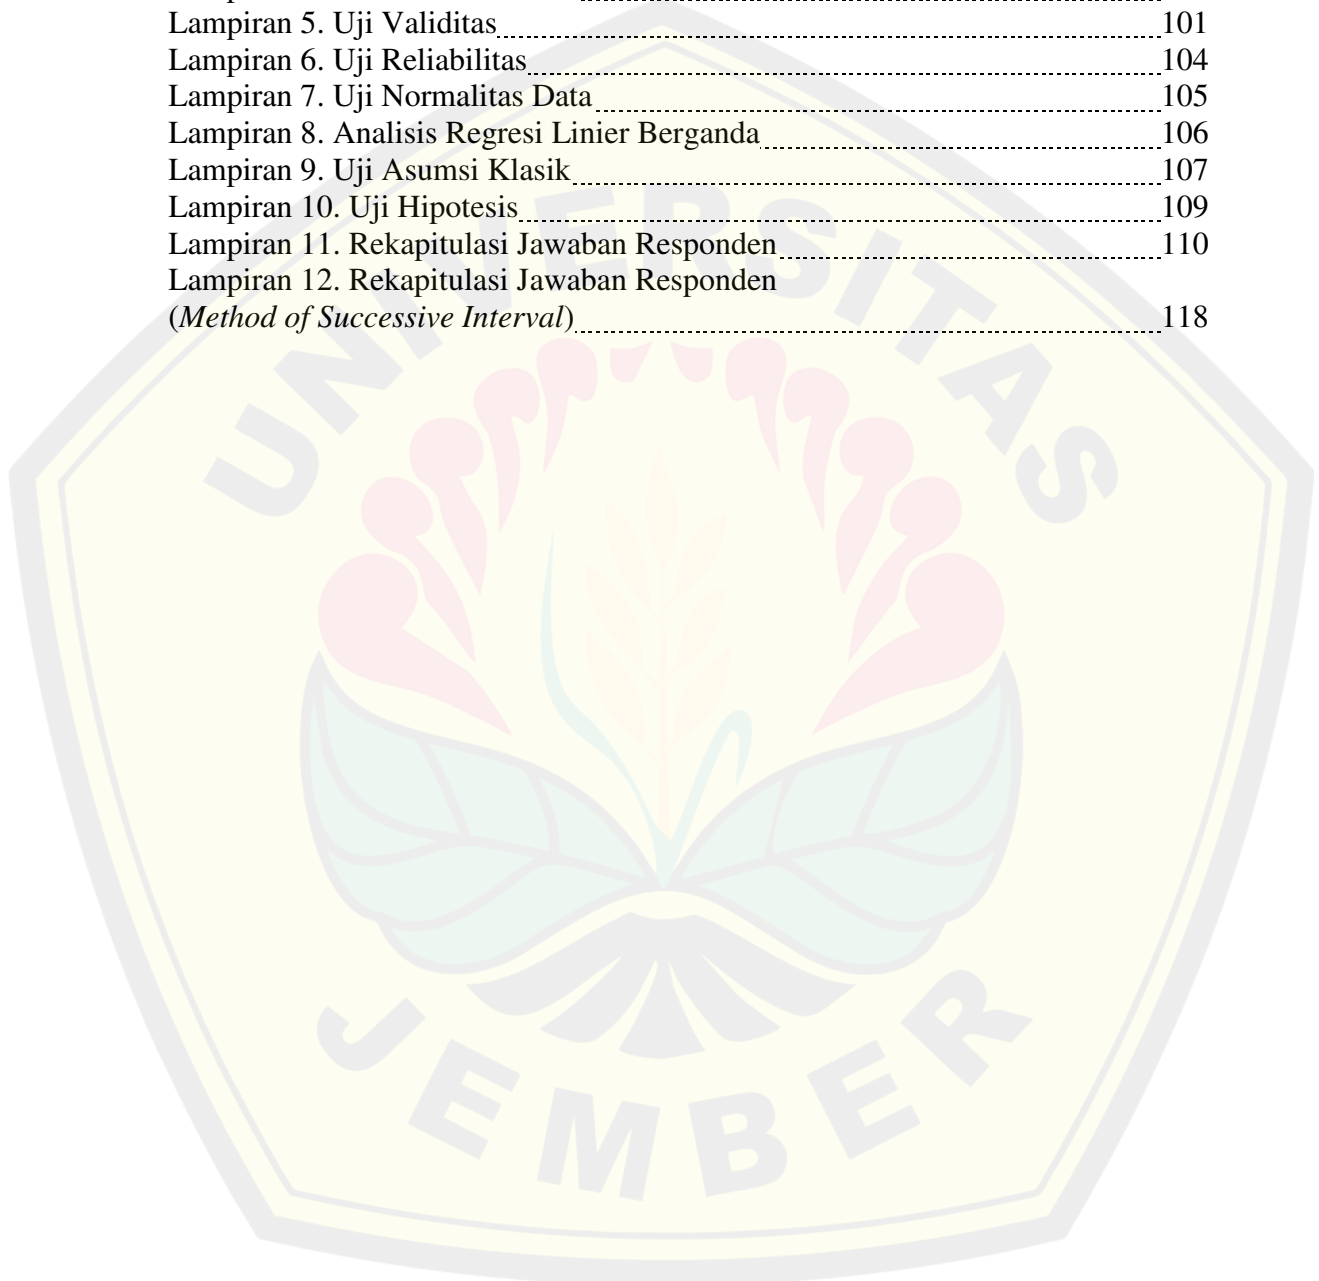 Lampiran 5. Uji Validitas 101
Lampiran 6. Uji Reliabilitas 104
Lampiran 7. Uji Normalitas Data 105
Lampiran 8. Analisis Regresi Linier Berganda 106
Lampiran 9. Uji Asumsi Klasik 107
Lampiran 10. Uji Hipotesis 109
Lampiran 11. Rekapitulasi Jawaban Responden 110
Lampiran 12. Rekapitulasi Jawaban Responden
(Method of Successive Interval) 118
UNIVERSITAS
JEMBER